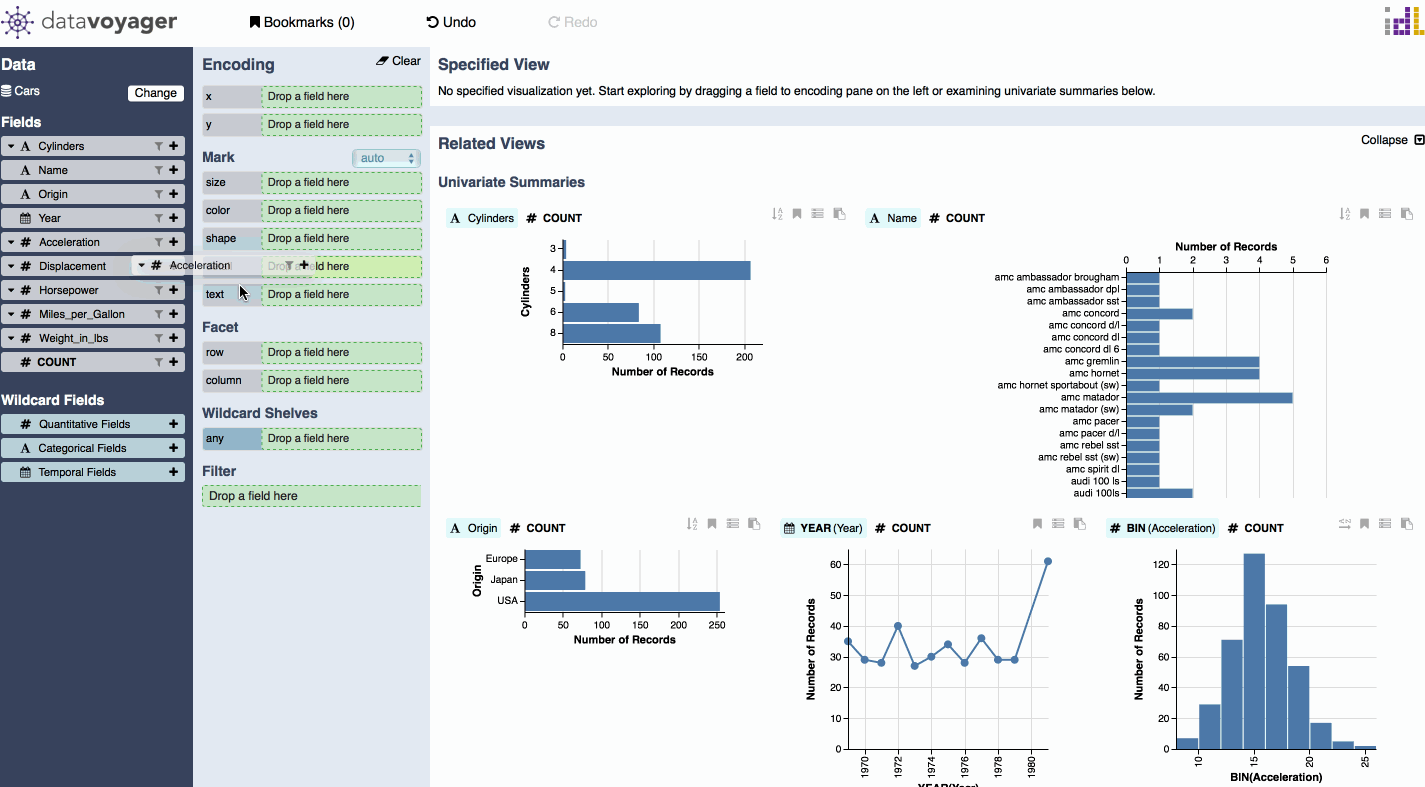 datavoyager
Bookmarks (0)
Undo
Redo
Data
Cars
Change
Fields
A Cylinders
A Name
A Origin
Year
# Acceleration
# Displacement
# Horsepower
# Miles_per_Gallon
# Weight_in_lbs
# COUNT
Wildcard Fields
# Quantitative Fields
A Categorical Fields
Temporal Fields
# Acceleration
Encoding
Clear
x Drop a field here
y Drop a field here
Mark
auto
size Drop a field here
color Drop a field here
shape Drop a field here
text Drop a field here
Facet
row Drop a field here
column Drop a field here
Wildcard Shelves
any Drop a field here
Filter
Drop a field here
Specified View
No specified visualization yet. Start exploring by dragging a field to encoding pane on the left or examining univariate summaries below.
Related Views
Collapse
Univariate Summaries
A Cylinders # COUNT
Cylinders
3
4
5
6
8
0 50 100 150 200
Number of Records
A Name # COUNT
Number of Records
0 1 2 3 4 5 6
amc ambassador brougham
amc ambassador dpl
amc ambassador sst
amc concord
amc concord d/l
amc concord dl
amc concord dl 6
amc gremlin
amc hornet
amc hornet sportabout (sw)
amc matador
amc matador (sw)
amc pacer
amc pacer d/l
amc rebel sst
amc rebel sst (sw)
amc spirit dl
audi 100 ls
audi 100ls
A Origin # COUNT
Origin
Europe
Japan
USA
0 50 100 150 200 250
Number of Records
YEAR (Year) # COUNT
Number of Records
60
50
40
30
20
10
0
1970 1972 1974 1976 1978 1980
YEAR(Year)
# BIN (Acceleration) # COUNT
Number of Records
120
100
80
60
40
20
0
10 15 20 25
BIN(Acceleration)